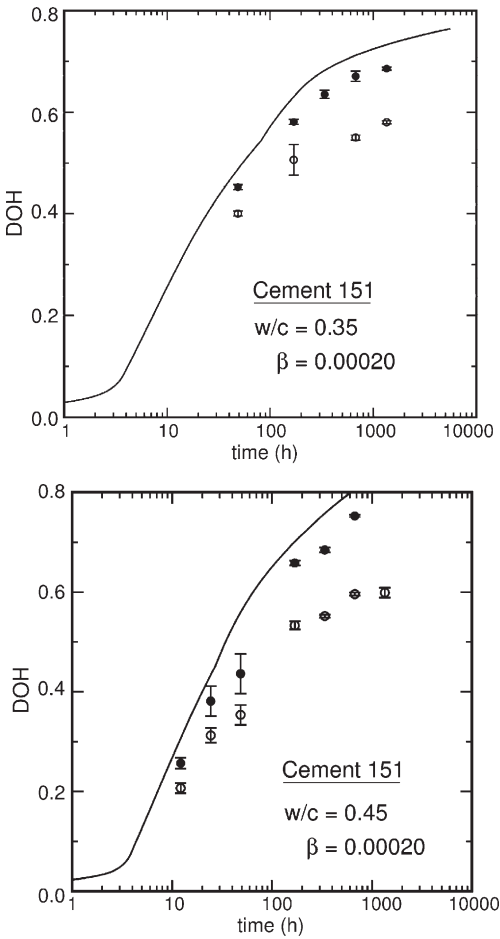 0.8
0.6
0.4
0.2
0.0
DOH
Cement 151
w/c = 0.35
β = 0.00020
1 10 100 1000 10000
time (h)
0.8
0.6
0.4
0.2
0.0
DOH
Cement 151
w/c = 0.45
β = 0.00020
1 10 100 1000 10000
time (h)